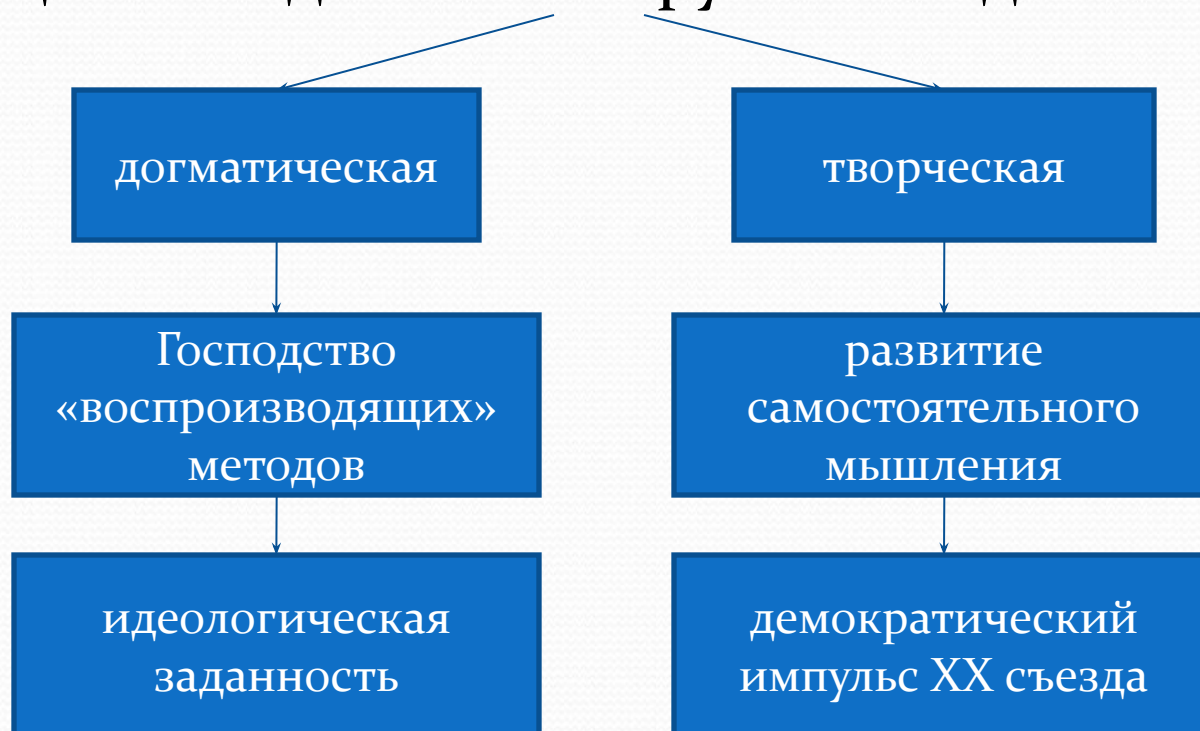 догматическая
творческая
Господство
«воспроизводящих»
методов
развитие
самостоятельного
мышления
идеологическая
заданность
демократический
импульс XX съезда